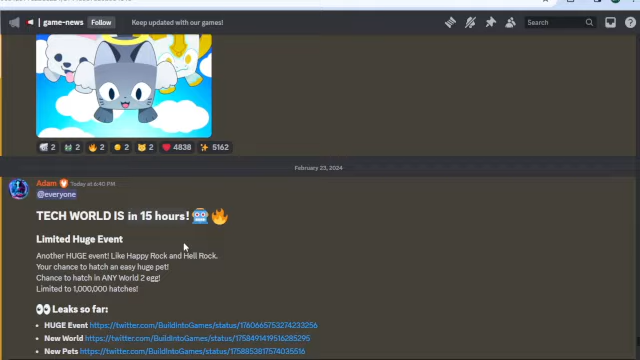 game-news Follow Keep updated with our games! Search
2 2 2 2 2 4838 5162
February 23, 2024
Adam Today at 6:40 PM
@everyone
TECH WORLD IS in 15 hours!
Limited Huge Event
Another HUGE event! Like Happy Rock and Hell Rock.
Your chance to hatch an easy huge pet!
Chance to hatch in ANY World 2 egg!
Limited to 1,000,000 hatches!
Leaks so far:
• HUGE Event https://twitter.com/BuildIntoGames/status/1760665753274233256
• New World https://twitter.com/BuildIntoGames/status/1758491419516285295
• New Pets https://twitter.com/BuildIntoGames/status/1758853817574035516